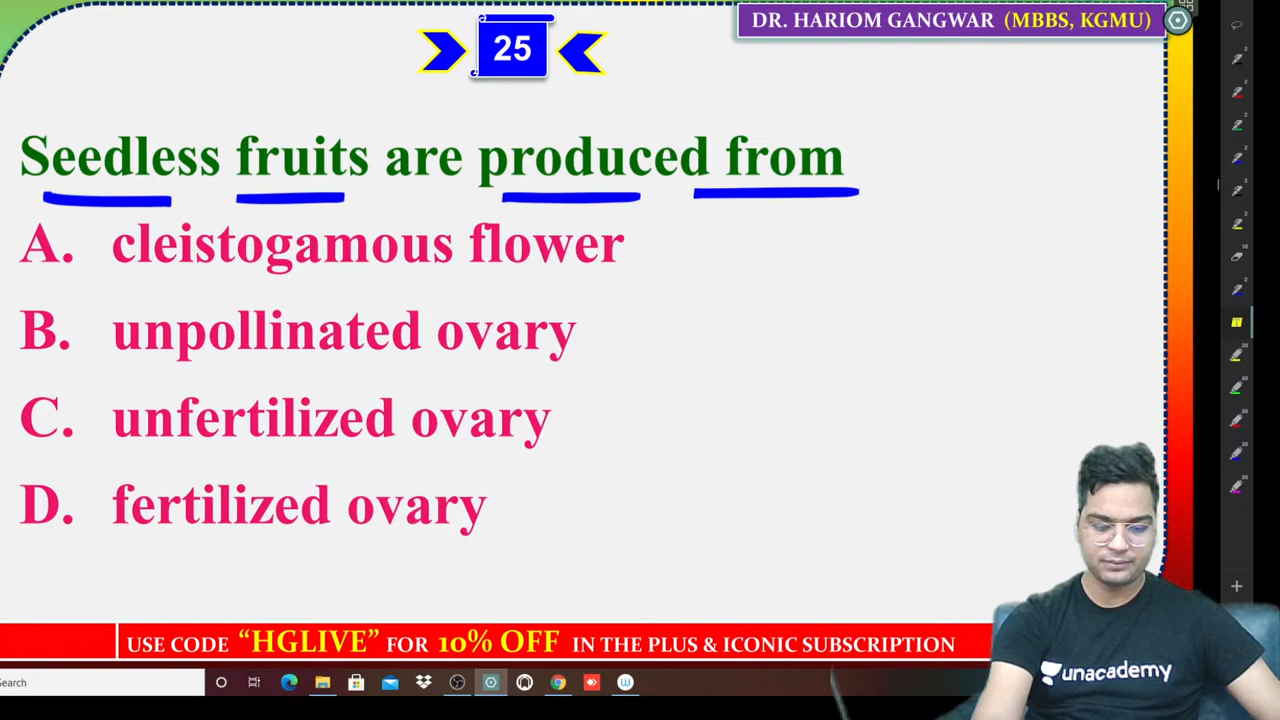 DR. HARIOM GANGWAR (MBBS, KGMU)
25
Seedless fruits are produced from
A. cleistogamous flower
B. unpollinated ovary
C. unfertilized ovary
D. fertilized ovary
unacademy
USE CODE “HGLIVE” FOR 10% OFF IN THE PLUS & ICONIC SUBSCRIPTION
Search